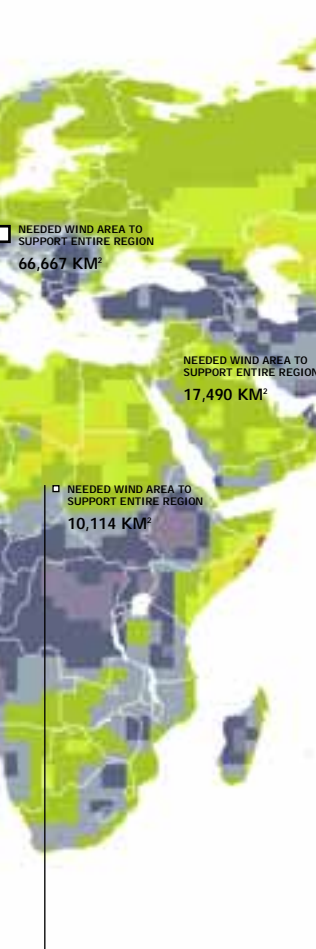 NEEDED WIND AREA TO
SUPPORT ENTIRE REGION
66,667 KM²
NEEDED WIND AREA TO
SUPPORT ENTIRE REGION
17,490 KM²
NEEDED WIND AREA TO
SUPPORT ENTIRE REGION
10,114 KM²